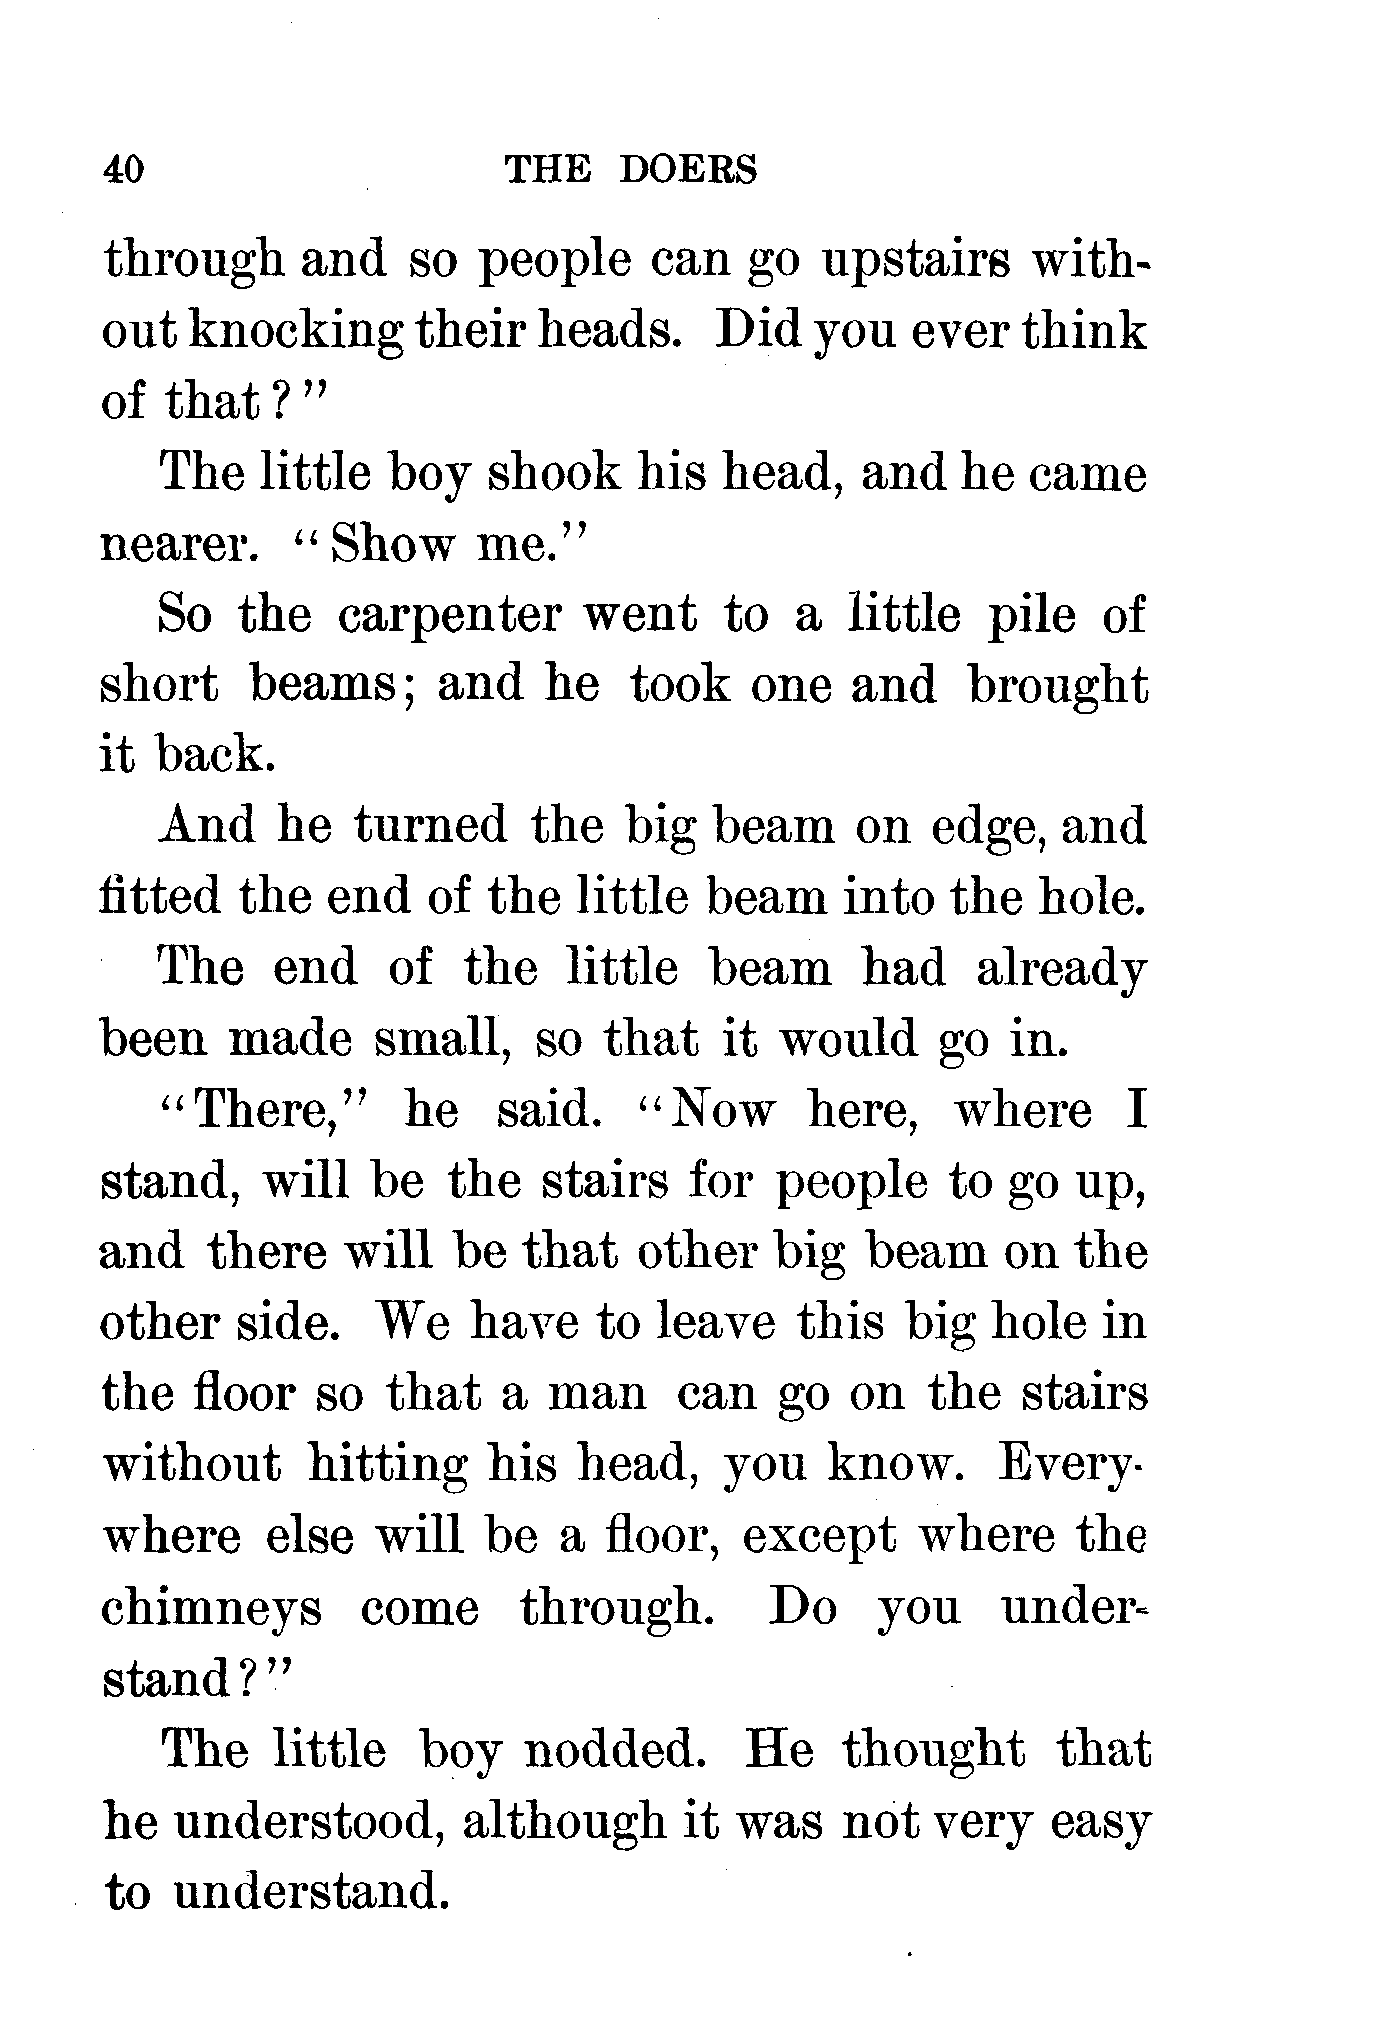 40 THE DOERS
through and so people can go upstairs with-
out knocking their heads. Did you ever think
of that?"
The little boy shook his head, and he came
nearer. "Show me."
So the carpenter went to a little pile of
short beams; and he took one and brought
it back.
And he turned the big beam on edge, and
fitted the end of the little beam into the hole.
The end of the little beam had already
been made small, so that it would go in.
"There," he said. "Now here, where I
stand, will be the stairs for people to go up,
and there will be that other big beam on the
other side. We have to leave this big hole in
the floor so that a man can go on the stairs
without hitting his head, you know. Every-
where else will be a floor, except where the
chimneys come through. Do you under-
stand?"
The little boy nodded. He thought that
he understood, although it was not very easy
to understand.